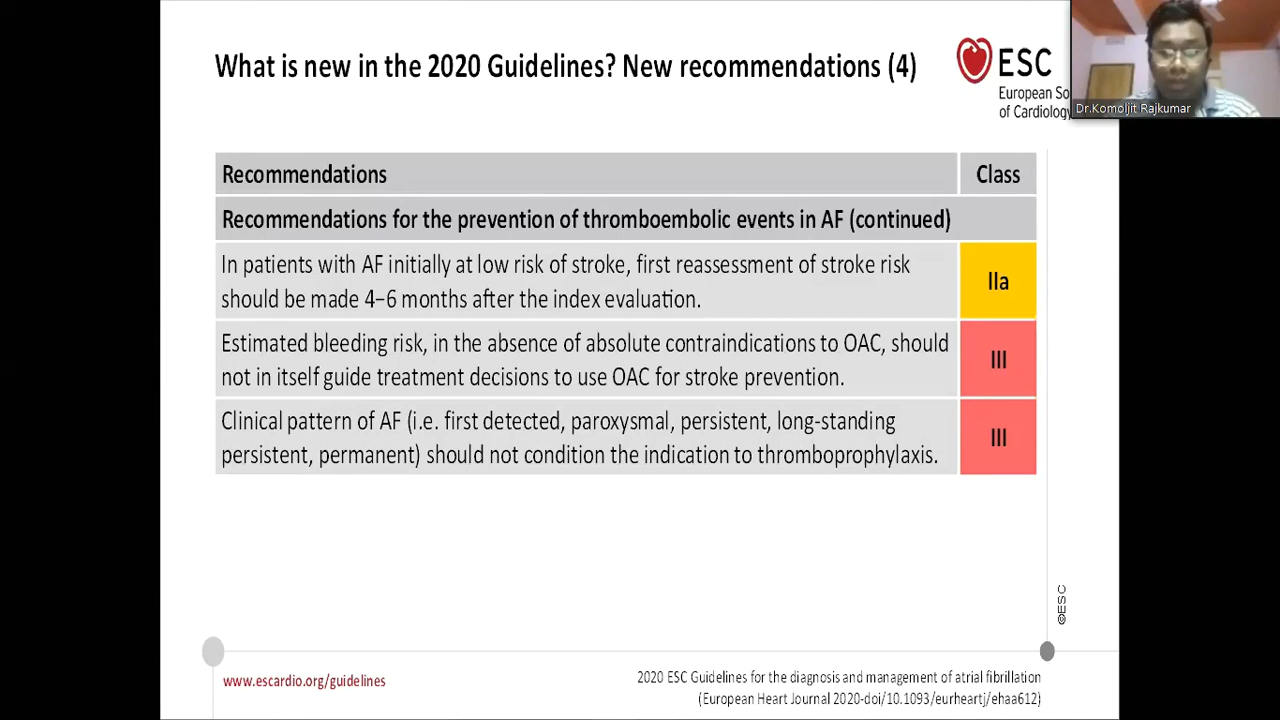 What is new in the 2020 Guidelines? New recommendations (4)
ESC
European So
of Cardiology
Dr.Komoljit Rajkumar
Recommendations
Class
Recommendations for the prevention of thromboembolic events in AF (continued)
In patients with AF initially at low risk of stroke, first reassessment of stroke risk
should be made 4–6 months after the index evaluation.
IIa
Estimated bleeding risk, in the absence of absolute contraindications to OAC, should
not in itself guide treatment decisions to use OAC for stroke prevention.
III
Clinical pattern of AF (i.e. first detected, paroxysmal, persistent, long-standing
persistent, permanent) should not condition the indication to thromboprophylaxis.
III
©ESC
www.escardio.org/guidelines
2020 ESC Guidelines for the diagnosis and management of atrial fibrillation
(European Heart Journal 2020-doi/10.1093/eurheartj/ehaa612)